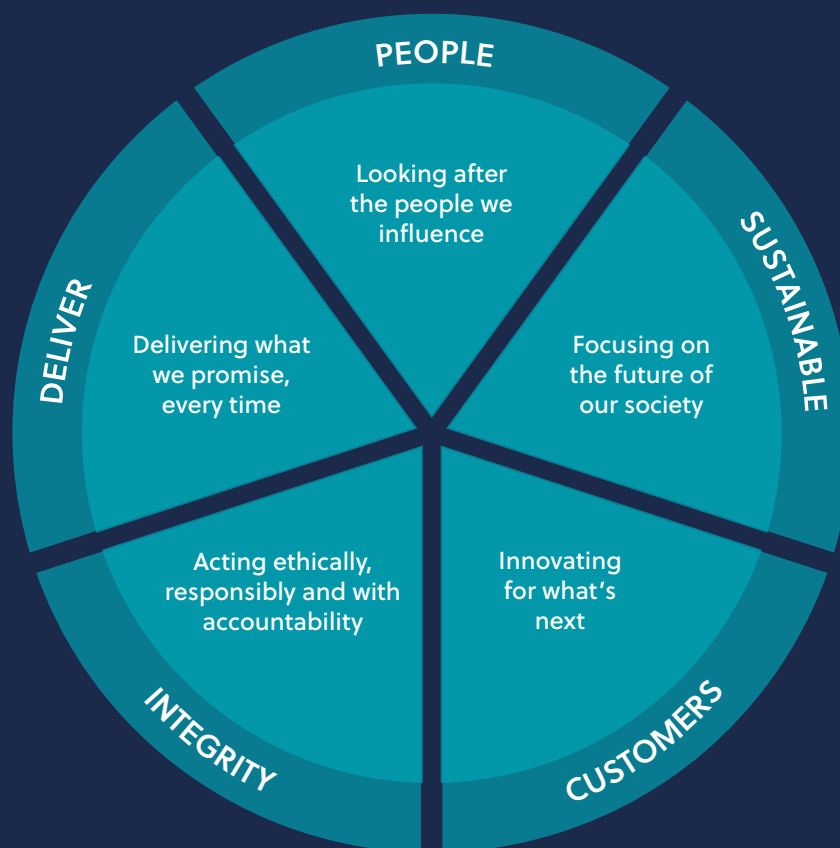 PEOPLE
Looking after
the people we
influence
SUSTAINABLE
Focusing on
the future of
our society
CUSTOMERS
Innovating
for what's
next
INTEGRITY
Acting ethically,
responsibly and with
accountability
DELIVER
Delivering what
we promise,
every time